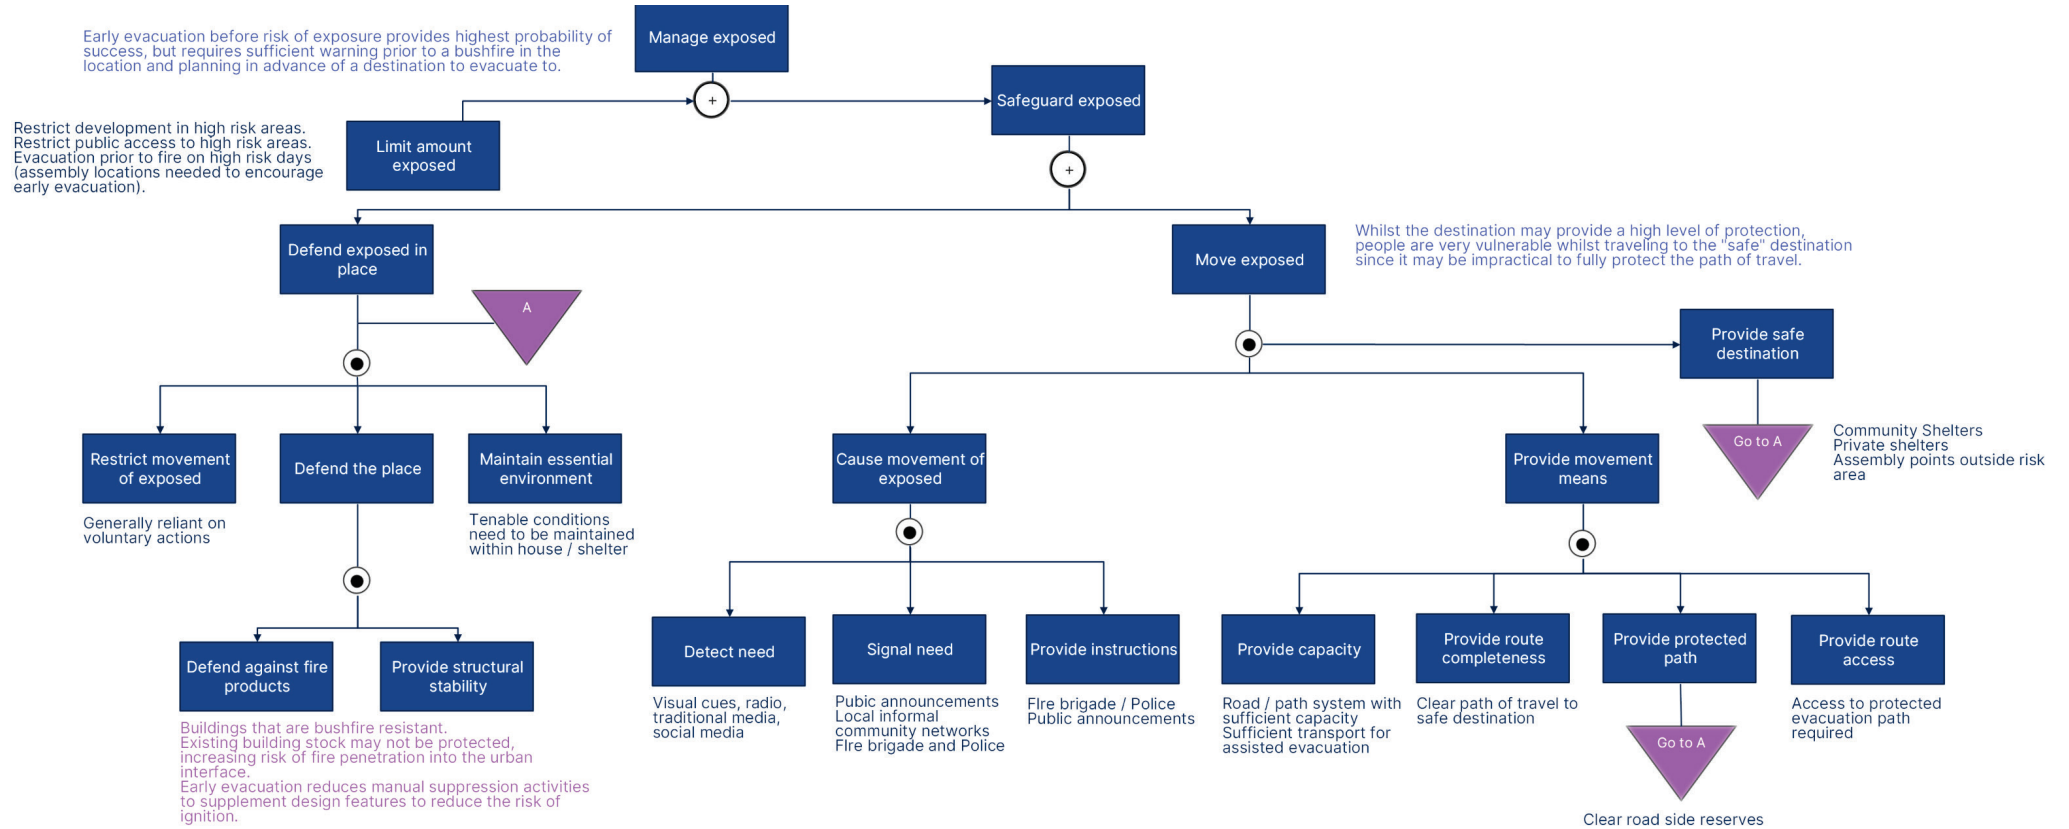 Early evacuation before risk of exposure provides highest probability of
success, but requires sufficient warning prior to a bushfire in the
location and planning in advance of a destination to evacuate to.
Manage exposed
+
Safeguard exposed
Restrict development in high risk areas.
Restrict public access to high risk areas.
Evacuation prior to fire on high risk days
(assembly locations needed to encourage
early evacuation).
Limit amount
exposed
+
Defend exposed in
place
Move exposed
Whilst the destination may provide a high level of protection,
people are very vulnerable whilst traveling to the "safe" destination
since it may be impractical to fully protect the path of travel.
A
Provide safe
destination
Go to A
Community Shelters
Private shelters
Assembly points outside risk
area
Restrict movement
of exposed
Generally reliant on
voluntary actions
Defend the place
Maintain essential
environment
Tenable conditions
need to be maintained
within house / shelter
Cause movement of
exposed
Provide movement
means
Defend against fire
products
Provide structural
stability
Buildings that are bushfire resistant.
Existing building stock may not be protected,
increasing risk of fire penetration into the urban
interface.
Early evacuation reduces manual suppression activities
to supplement design features to reduce the risk of
ignition.
Detect need
Visual cues, radio,
traditional media,
social media
Signal need
Pubic announcements
Local informal
community networks
FIre brigade and Police
Provide instructions
FIre brigade / Police
Public announcements
Provide capacity
Road / path system with
sufficient capacity
Sufficient transport for
assisted evacuation
Provide route
completeness
Clear path of travel to
safe destination
Provide protected
path
Go to A
Clear road side reserves
Provide route
access
Access to protected
evacuation path
required